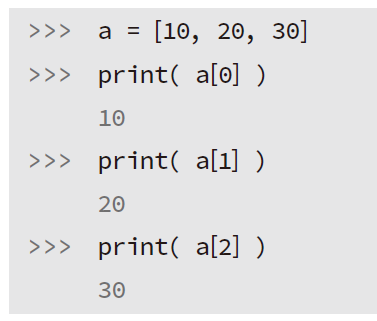 >>> a = [10, 20, 30]
>>> print( a[0] )
10
>>> print( a[1] )
20
>>> print( a[2] )
30